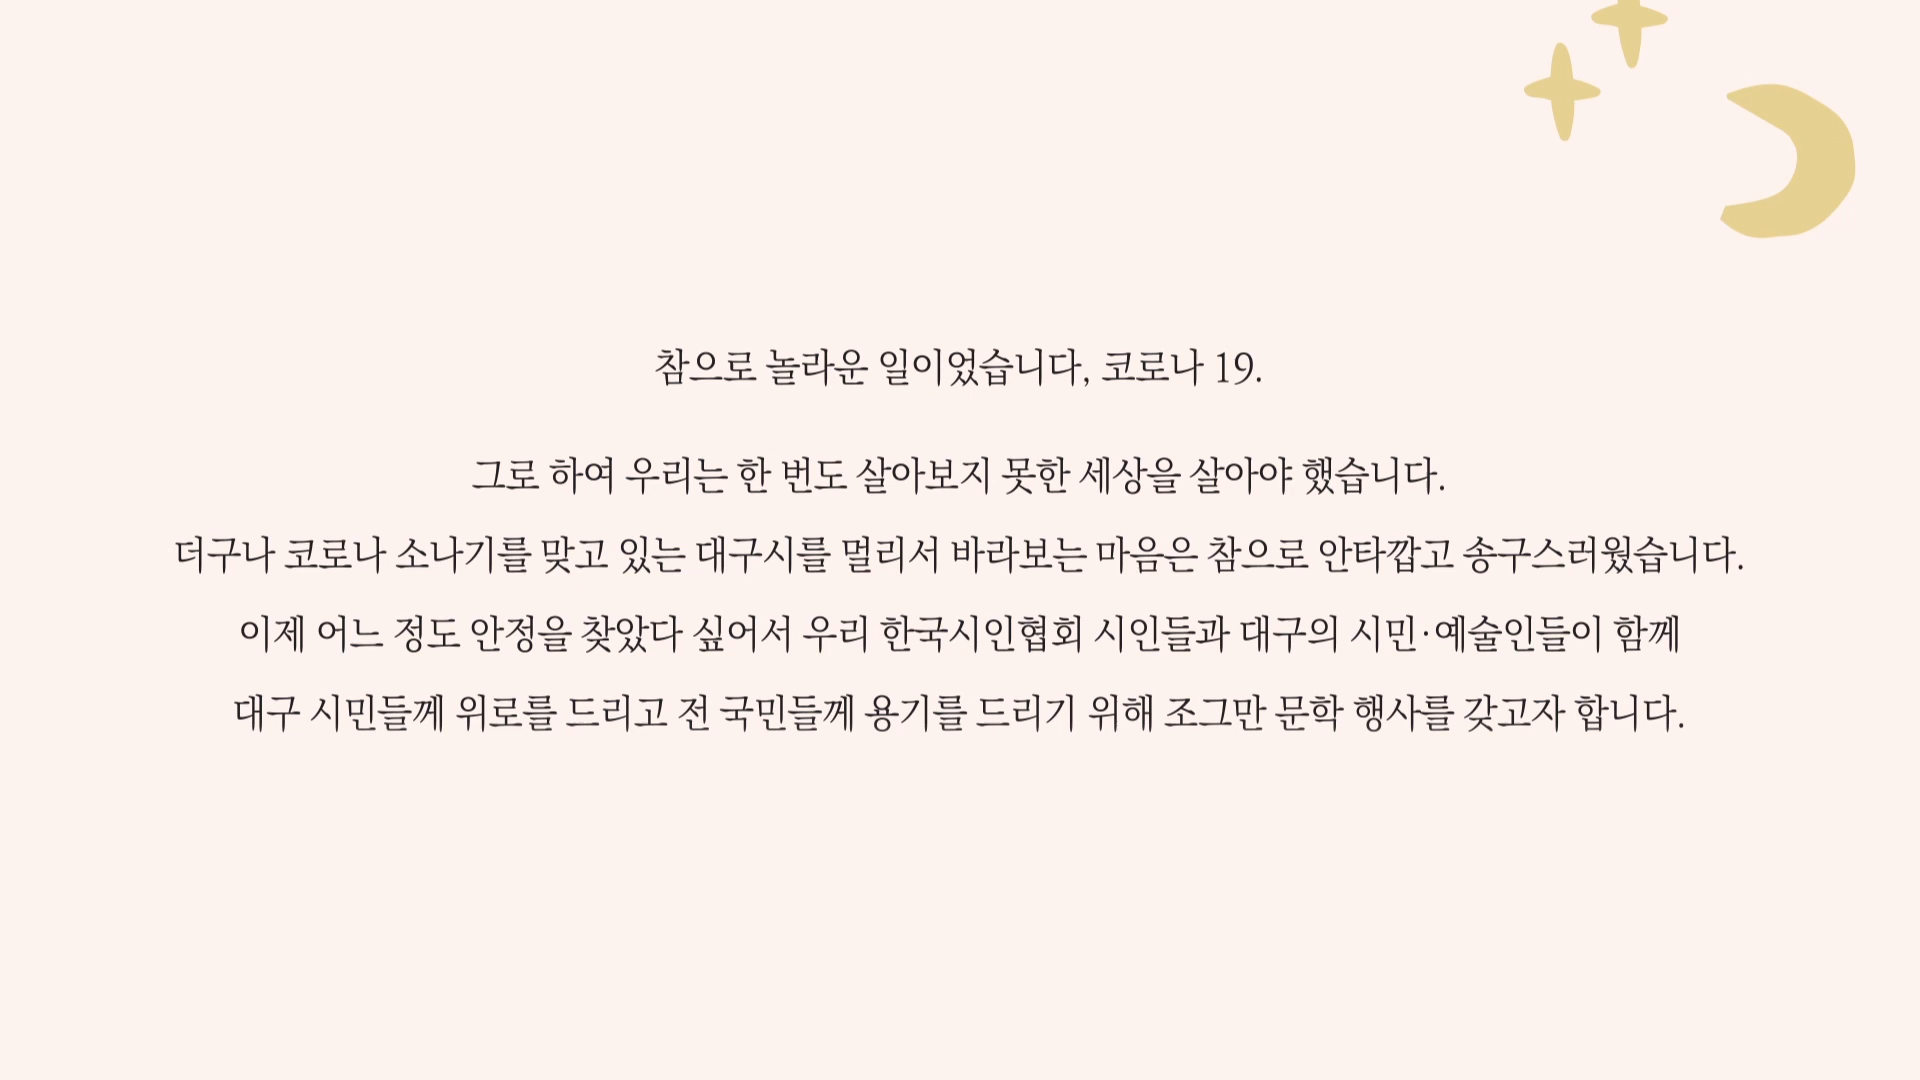 참으로 놀라운 일이었습니다, 코로나 19.
그로 하여 우리는 한 번도 살아보지 못한 세상을 살아야 했습니다.
더구나 코로나 소나기를 맞고 있는 대구시를 멀리서 바라보는 마음은 참으로 안타깝고 송구스러웠습니다.
이제 어느 정도 안정을 찾았다 싶어서 우리 한국시인협회 시인들과 대구의 시민·예술인들이 함께
대구 시민들께 위로를 드리고 전 국민들께 용기를 드리기 위해 조그만 문학 행사를 갖고자 합니다.